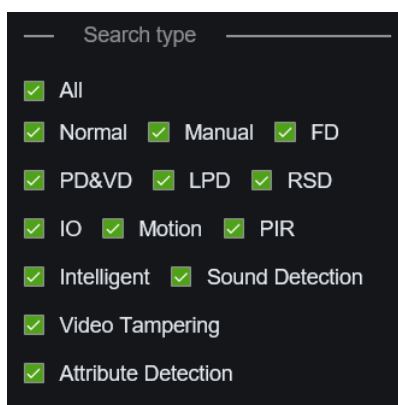 Search type
All
Normal Manual FD
PD&VD LPD RSD
IO Motion PIR
Intelligent Sound Detection
Video Tampering
Attribute Detection